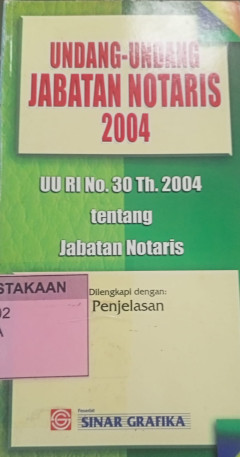 UNDANG-UNDANG
JABATAN NOTARIS
2004
UU RI No. 30 Th. 2004
tentang
Jabatan Notaris
STAKAAN
02
A
Dilengkapi dengan:
Penjelasan
Penerbit
SINAR GRAFIKA